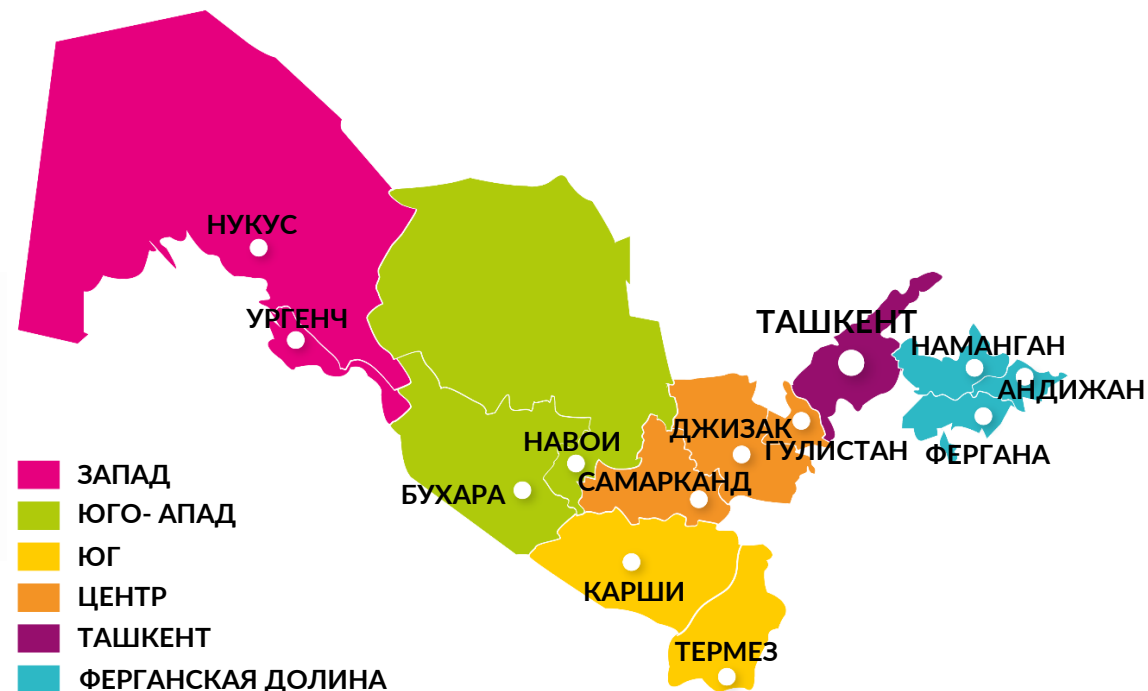 НУКУС
УРГЕНЧ
ТАШКЕНТ
НАМАНГАН
АНДИЖАН
ДЖИЗАК
ГУЛИСТАН
ФЕРГАНА
НАВОИ
САМАРКАНД
БУХАРА
КАРШИ
ТЕРМЕЗ
ЗАПАД
ЮГО- АПАД
ЮГ
ЦЕНТР
ТАШКЕНТ
ФЕРГАНСКАЯ ДОЛИНА